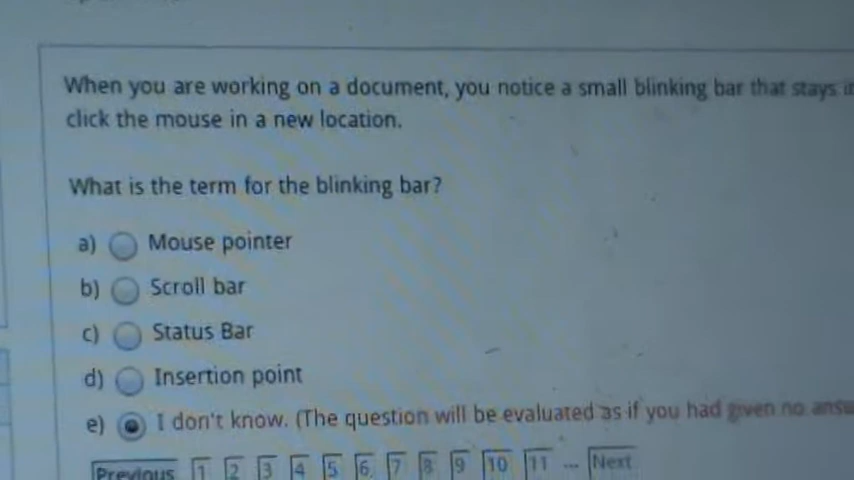 When you are working on a document, you notice a small blinking bar that stays
click the mouse in a new location.
What is the term for the blinking bar?
a) Mouse pointer
b) Scroll bar
c) Status Bar
d) Insertion point
e) I don't know. (The question will be evaluated as if you had given no
Previous 1 2 3 4 5 6 7 8 9 10 11 ... Next